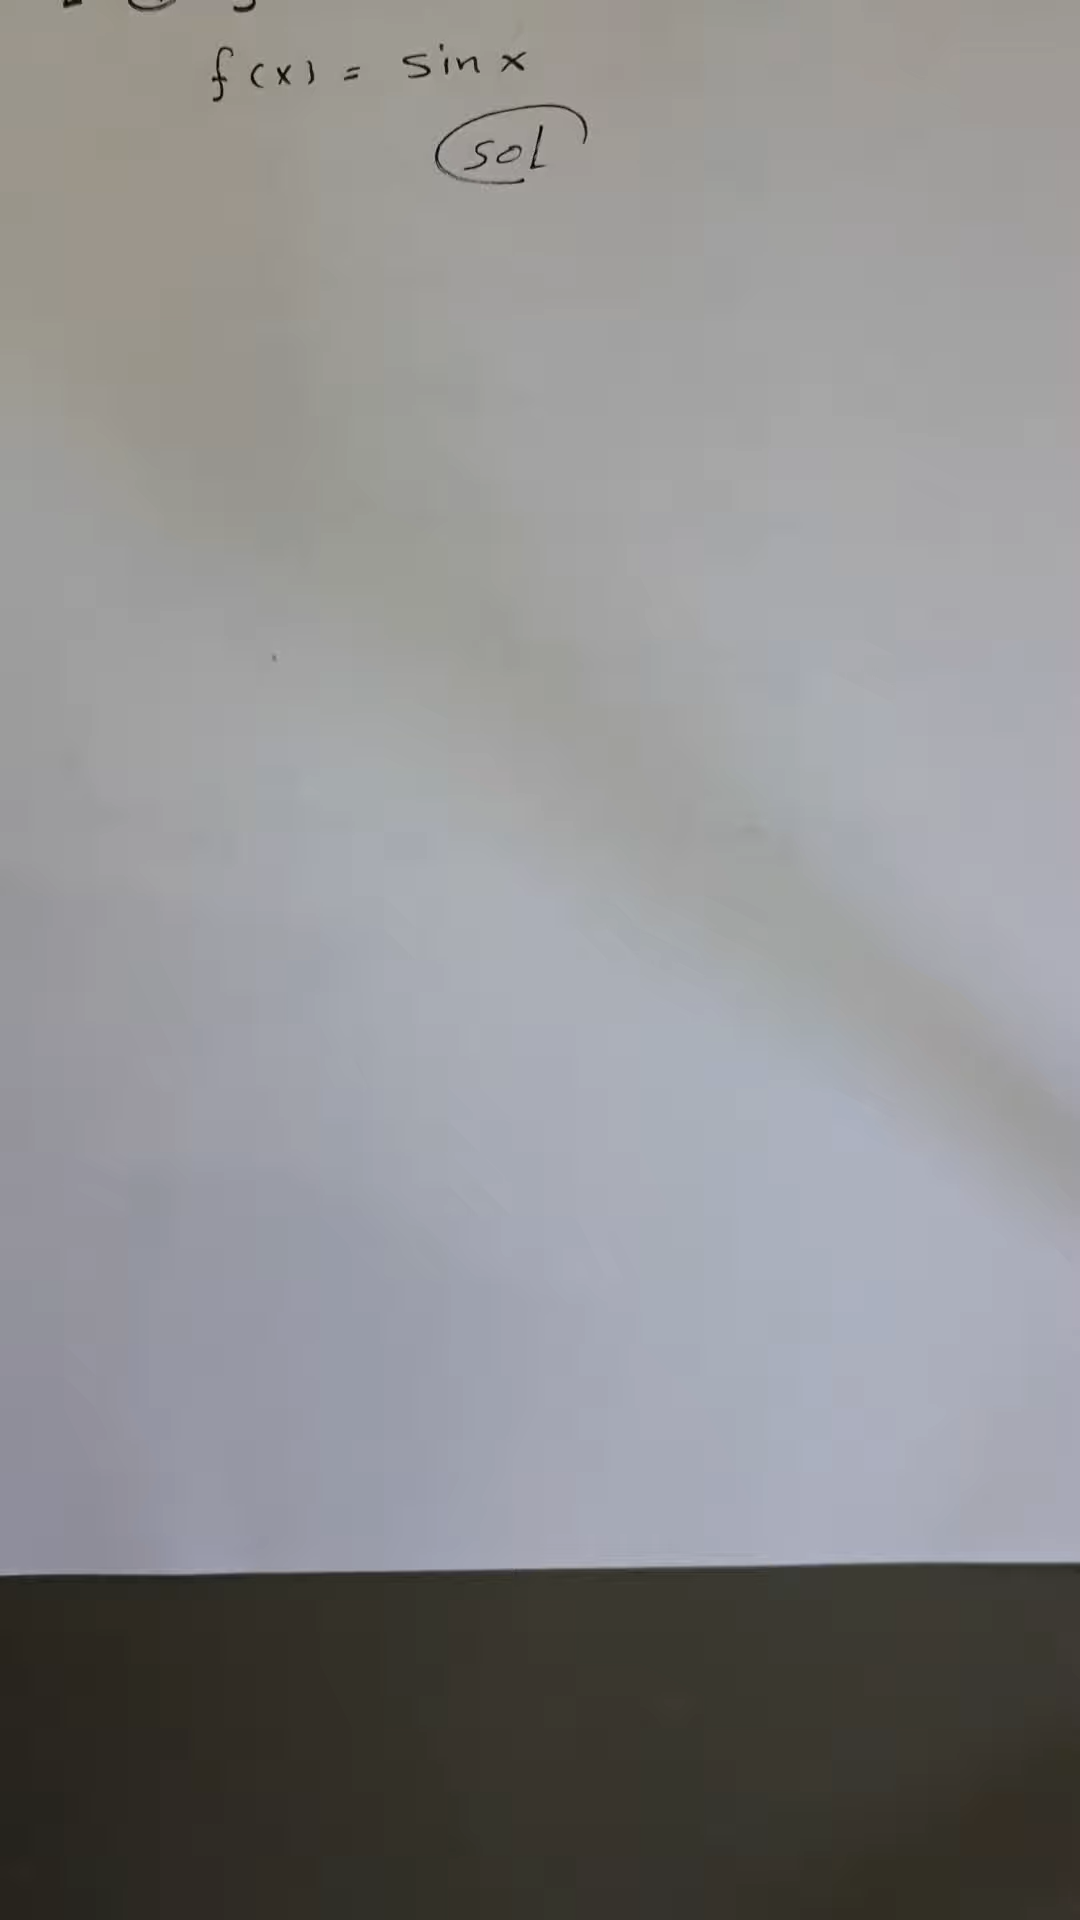 f(x) = sin x
sol